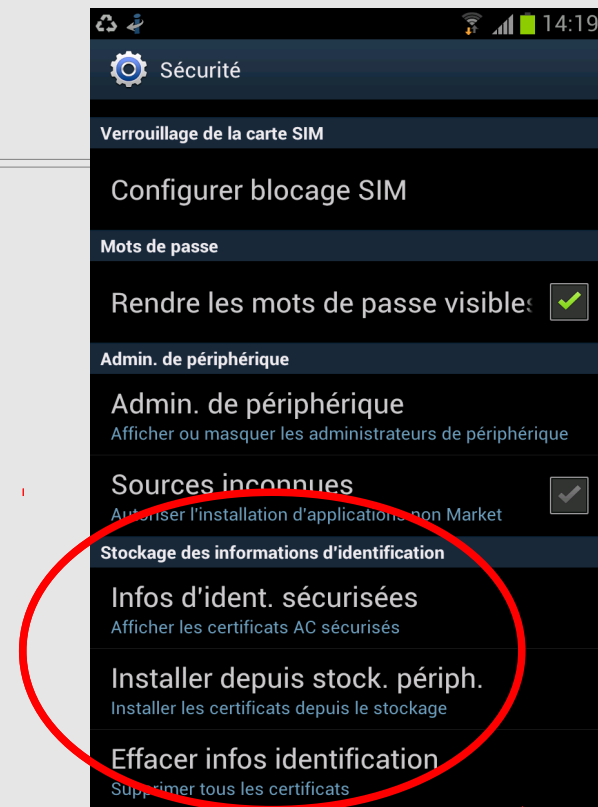 14:19
Sécurité
Verrouillage de la carte SIM
Configurer blocage SIM
Mots de passe
Rendre les mots de passe visibles
Admin. de périphérique
Admin. de périphérique
Afficher ou masquer les administrateurs de périphérique
Sources inconnues
Autoriser l'installation d'applications non Market
Stockage des informations d'identification
Infos d'ident. sécurisées
Afficher les certificats AC sécurisés
Installer depuis stock. périph.
Installer les certificats depuis le stockage
Effacer infos identification
Supprimer tous les certificats